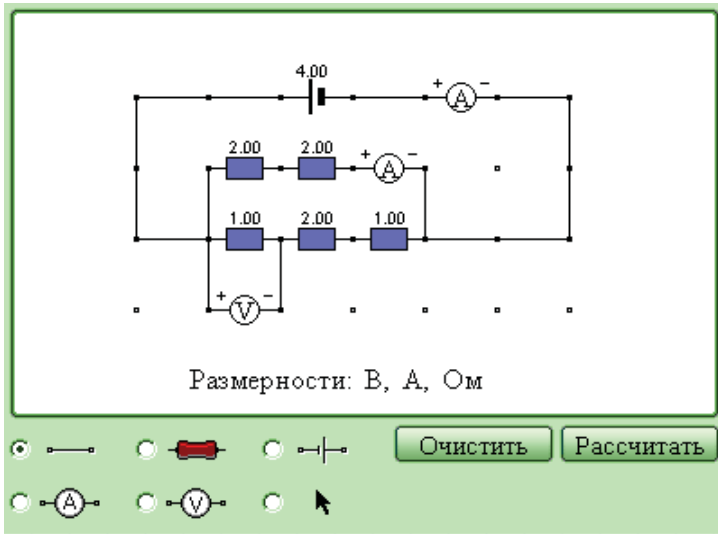 4.00
+ A −
2.00 2.00 + A −
1.00 2.00 1.00
+ V −
Размерности: В, А, Ом
Очистить Рассчитать
A V